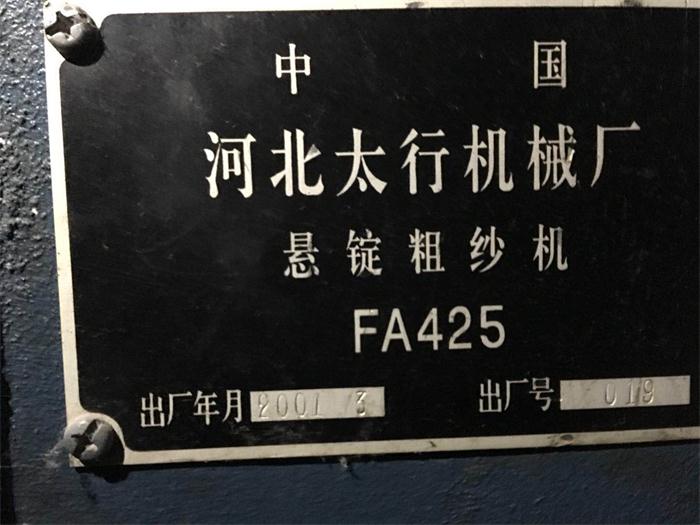 中 国
河北太行机械厂
悬锭粗纱机
FA425
出厂年月 2001 3 出厂号 019